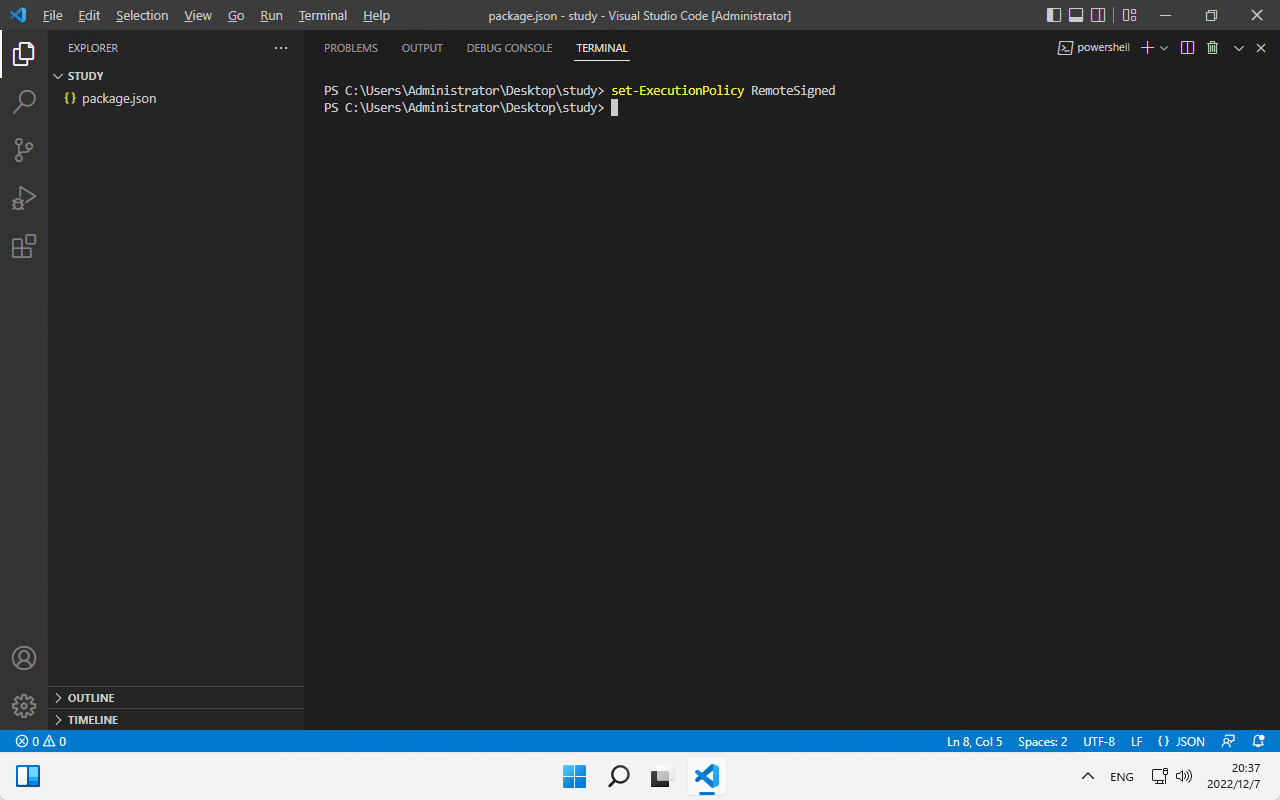 File Edit Selection View Go Run Terminal Help package.json - study - Visual Studio Code [Administrator]
EXPLORER ··· PROBLEMS OUTPUT DEBUG CONSOLE TERMINAL powershell
STUDY
{} package.json
PS C:\Users\Administrator\Desktop\study> set-ExecutionPolicy RemoteSigned
PS C:\Users\Administrator\Desktop\study>
OUTLINE
TIMELINE
0 0 Ln 8, Col 5 Spaces: 2 UTF-8 LF {} JSON
ENG
20:37
2022/12/7